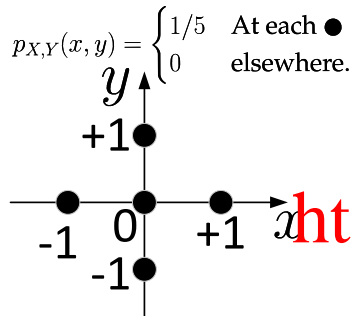 p_{X,Y}(x, y) = { 1/5 At each ●
0 elsewhere.
y
+1
-1 0 +1 x ht
-1